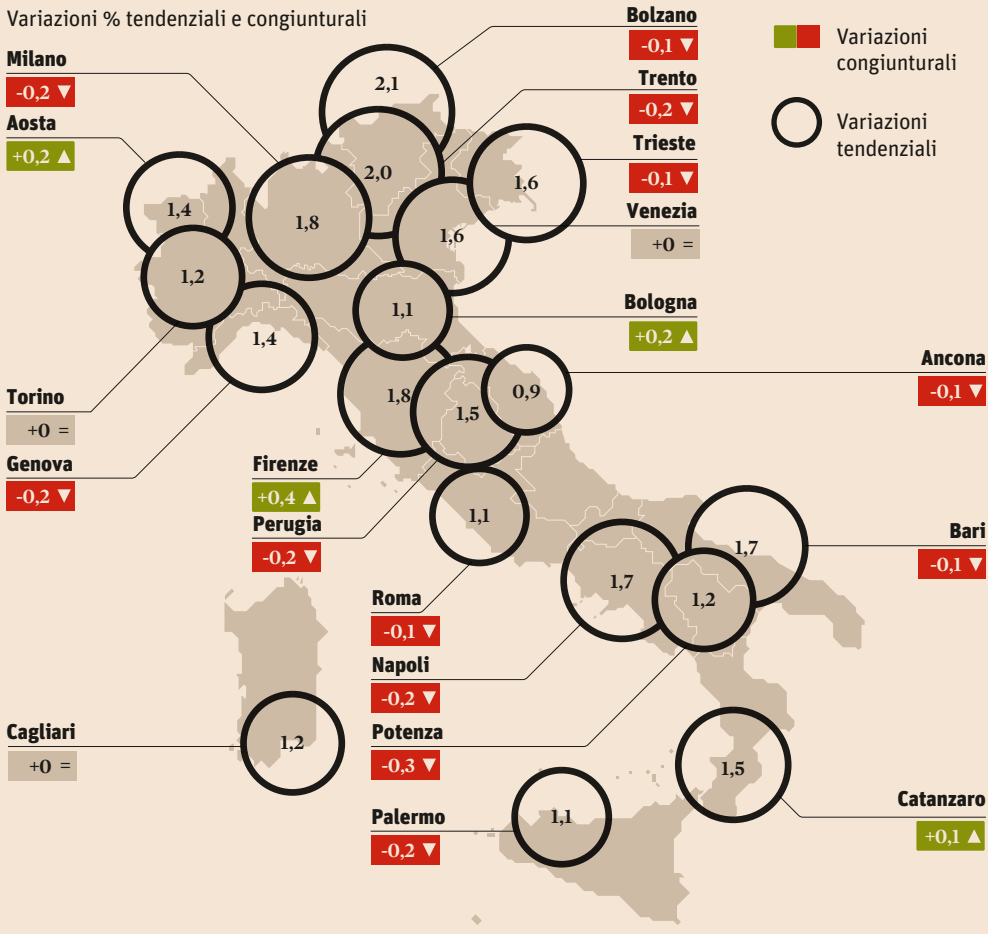 Variazioni % tendenziali e congiunturali
Variazioni
congiunturali
Variazioni
tendenziali
Milano
-0,2 ▼
Aosta
+0,2 ▲
Bolzano
-0,1 ▼
Trento
-0,2 ▼
Trieste
-0,1 ▼
Venezia
+0 =
Bologna
+0,2 ▲
Ancona
-0,1 ▼
Torino
+0 =
Genova
-0,2 ▼
Firenze
+0,4 ▲
Perugia
-0,2 ▼
Bari
-0,1 ▼
Roma
-0,1 ▼
Napoli
-0,2 ▼
Potenza
-0,3 ▼
Cagliari
+0 =
Palermo
-0,2 ▼
Catanzaro
+0,1 ▲
2,1
2,0
1,6
1,4
1,8
1,6
1,2
1,1
1,4
1,8
1,5
0,9
1,1
1,7
1,7
1,2
1,2
1,5
1,1